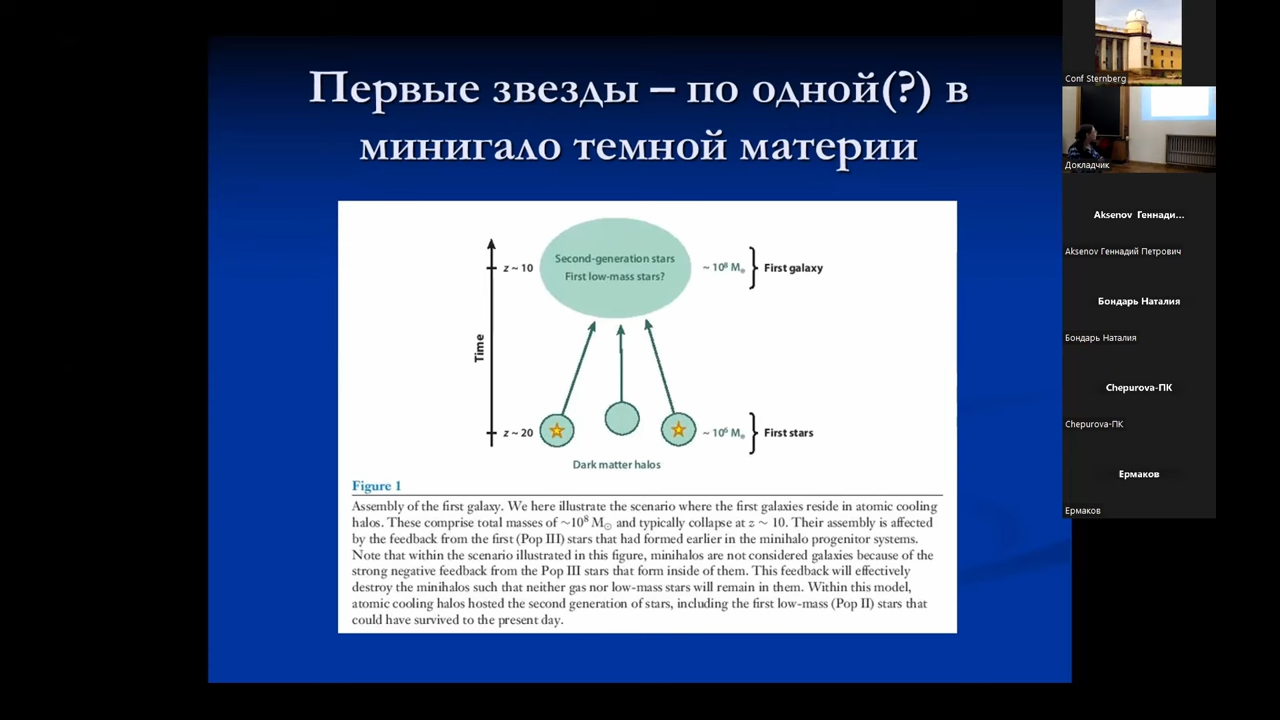 Первые звезды – по одной(?) в
минигало темной материи
Second-generation stars
First low-mass stars?
z ~ 10
~ 10⁸ M⊙
First galaxy
Time
z ~ 20
~ 10⁶ M⊙
First stars
Dark matter halos
Figure 1
Assembly of the first galaxy. We here illustrate the scenario where the first galaxies reside in atomic cooling
halos. These comprise total masses of ~10⁸ M⊙ and typically collapse at z ~ 10. Their assembly is affected
by the feedback from the first (Pop III) stars that had formed earlier in the minihalo progenitor systems.
Note that within the scenario illustrated in this figure, minihalos are not considered galaxies because of the
strong negative feedback from the Pop III stars that form inside of them. This feedback will effectively
destroy the minihalos such that neither gas nor low-mass stars will remain in them. Within this model,
atomic cooling halos hosted the second generation of stars, including the first low-mass (Pop II) stars that
could have survived to the present day.
Conf Sternberg
Докладчик
Aksenov Геннади...
Aksenov Геннадий Петрович
Бондарь Наталия
Бондарь Наталия
Chepurova-ПК
Chepurova-ПК
Ермаков
Ермаков